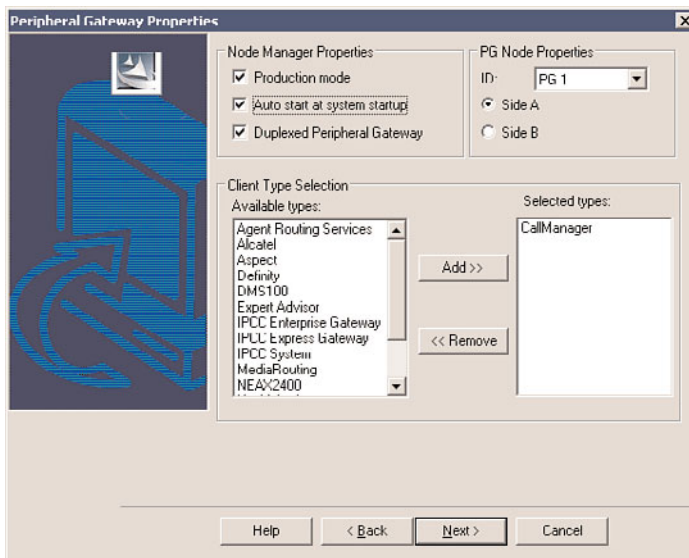 Peripheral Gateway Properties
Node Manager Properties
Production mode
Auto start at system startup
Duplexed Peripheral Gateway
PG Node Properties
ID:
PG 1
Side A
Side B
Client Type Selection
Available types:
Agent Routing Services
Alcatel
Aspect
Definity
DMS100
Expert Advisor
IPCC Enterprise Gateway
IPCC Express Gateway
IPCC System
MediaRouting
NEAX2400
Add >>
<< Remove
Selected types:
CallManager
Help
< Back
Next >
Cancel